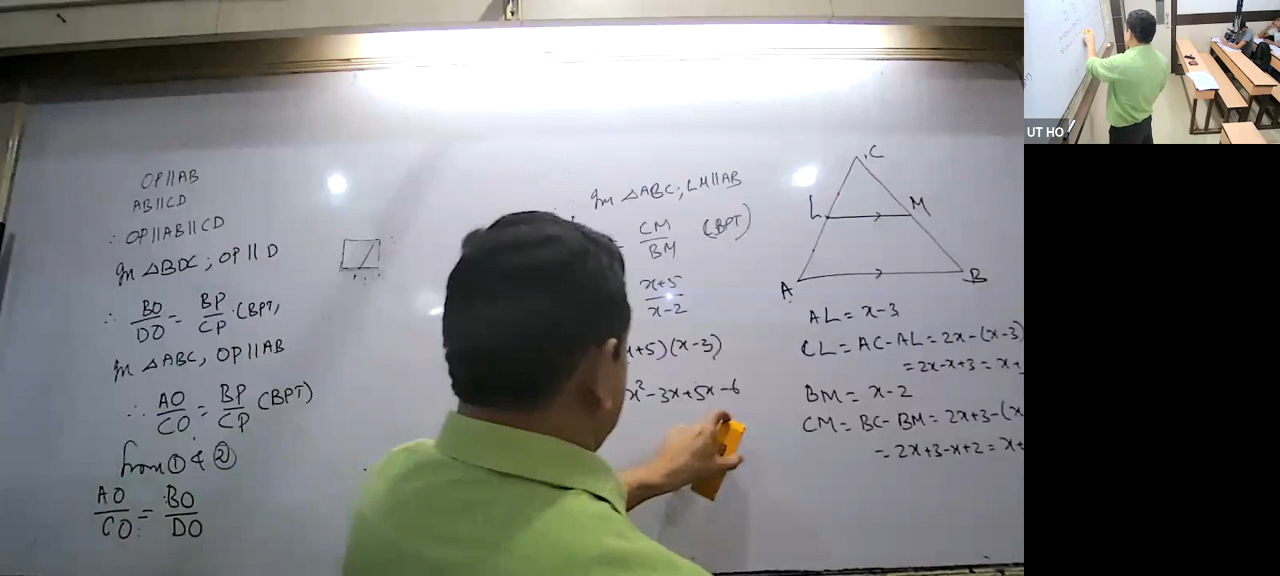 OP||AB
AB||CD
∴ OP||AB||CD
In △BDC; OP||D
∴ BO/DO = BP/CP (BPT,
In △ABC, OP||AB
∴ AO/CO = BP/CP (BPT)
from ① & ②
AO/CO = BO/DO
In △ABC; LM||AB
CM/BM (BPT)
x+5/x-2
+5)(x-3)
x²-3x+5x-6
C
L
M
A
B
AL = x-3
CL = AC-AL = 2x-(x-3)
= 2x-x+3 = x+
BM = x-2
CM = BC-BM = 2x+3-(x
= 2x+3-x+2 = x+
UT HO